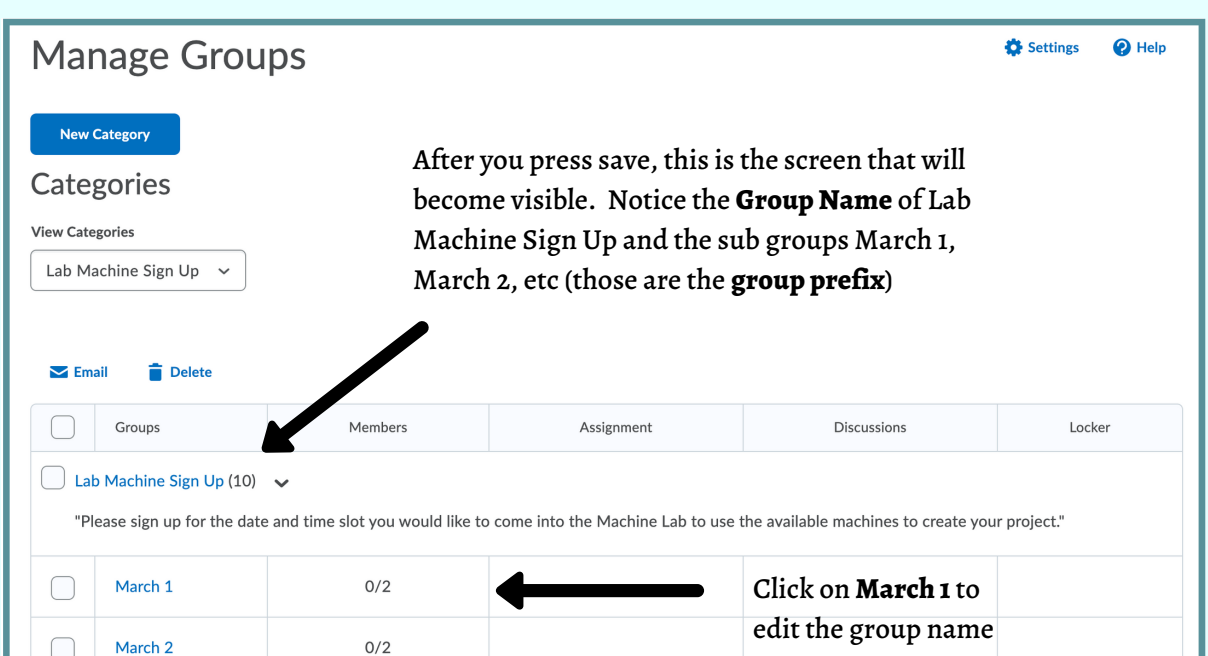 Manage Groups
Settings
Help
New Category
Categories
View Categories
Lab Machine Sign Up
After you press save, this is the screen that will
become visible.  Notice the Group Name of Lab
Machine Sign Up and the sub groups March 1,
March 2, etc (those are the group prefix)
Email
Delete
Groups
Members
Assignment
Discussions
Locker
Lab Machine Sign Up (10)
"Please sign up for the date and time slot you would like to come into the Machine Lab to use the available machines to create your project."
March 1
0/2
Click on March 1 to
edit the group name
March 2
0/2